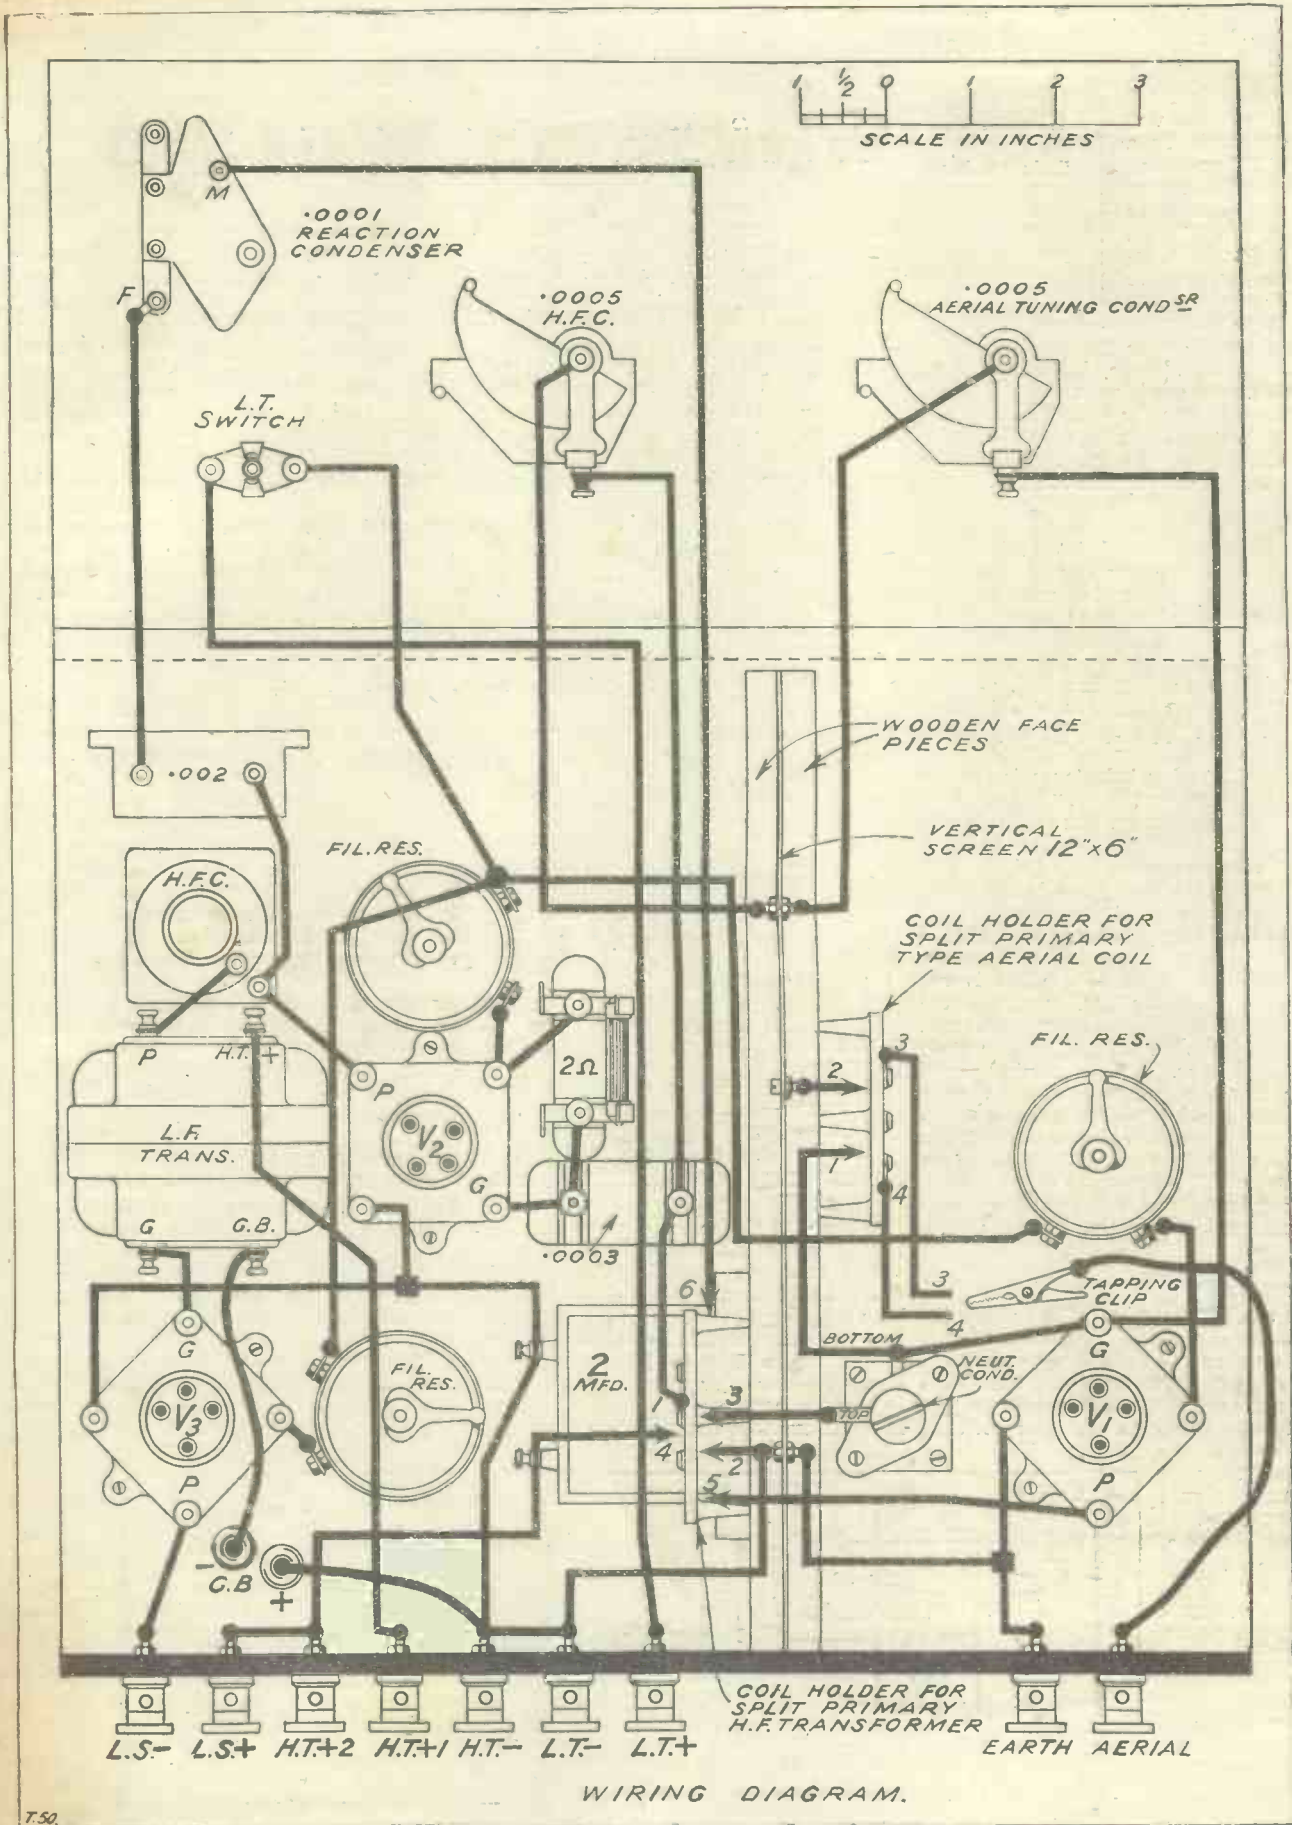 1 1/2 0 1 2 3
SCALE IN INCHES
M
.0001
REACTION
CONDENSER
F
.0005
H.F.C.
.0005
AERIAL TUNING CONDSR
L.T.
SWITCH
WOODEN FACE
PIECES
.002
VERTICAL
SCREEN 12"x6"
FIL. RES.
H.F.C.
COIL HOLDER FOR
SPLIT PRIMARY
TYPE AERIAL COIL
P H.T.+
L.F.
TRANS.
G G.B.
P
V2
G
2Ω
.0003
3
2
1
4
FIL. RES.
3
4
TAPPING
CLIP
BOTTOM
NEUT.
COND.
TOP
G
V3
P
FIL.
RES.
2
MFD.
6
1
3
4
2
5
G
V1
P
-
G.B
+
COIL HOLDER FOR
SPLIT PRIMARY
H.F. TRANSFORMER
L.S.- L.S.+ H.T.+2 H.T.+1 H.T.- L.T.- L.T.+ EARTH AERIAL
WIRING DIAGRAM.
T.50.